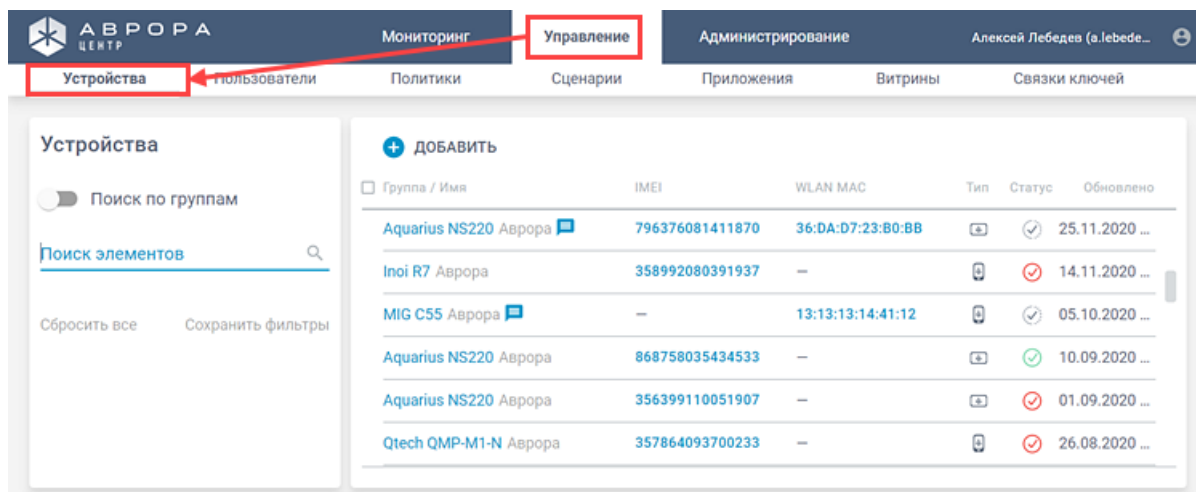 АВРОРА
ЦЕНТР
Мониторинг Управление Администрирование Алексей Лебедев (a.lebede...
Устройства Пользователи Политики Сценарии Приложения Витрины Связки ключей
Устройства
Поиск по группам
Поиск элементов
Сбросить все Сохранить фильтры
ДОБАВИТЬ
Группа / Имя IMEI WLAN MAC Тип Статус Обновлено
Aquarius NS220 Аврора 796376081411870 36:DA:D7:23:B0:BB 25.11.2020 ...
Inoi R7 Аврора 358992080391937 — 14.11.2020 ...
MIG C55 Аврора — 13:13:13:14:41:12 05.10.2020 ...
Aquarius NS220 Аврора 868758035434533 — 10.09.2020 ...
Aquarius NS220 Аврора 356399110051907 — 01.09.2020 ...
Qtech QMP-M1-N Аврора 357864093700233 — 26.08.2020 ...